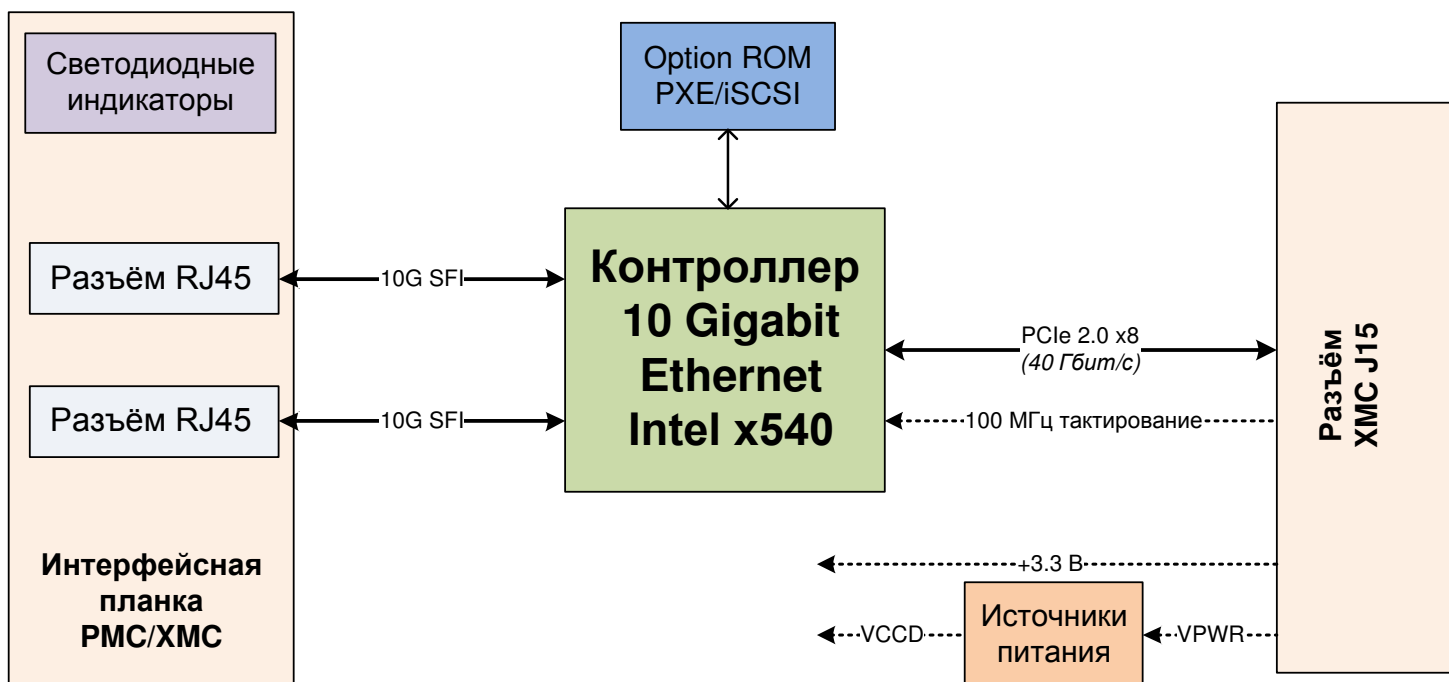 Светодиодные
индикаторы
Разъём RJ45
Разъём RJ45
Интерфейсная
планка
PMC/XMC
10G SFI
10G SFI
Option ROM
PXE/iSCSI
Контроллер
10 Gigabit
Ethernet
Intel x540
PCIe 2.0 x8
(40 Гбит/с)
100 МГц тактирование
+3.3 В
VCCD
Источники
питания
VPWR
Разъём
XMC J15